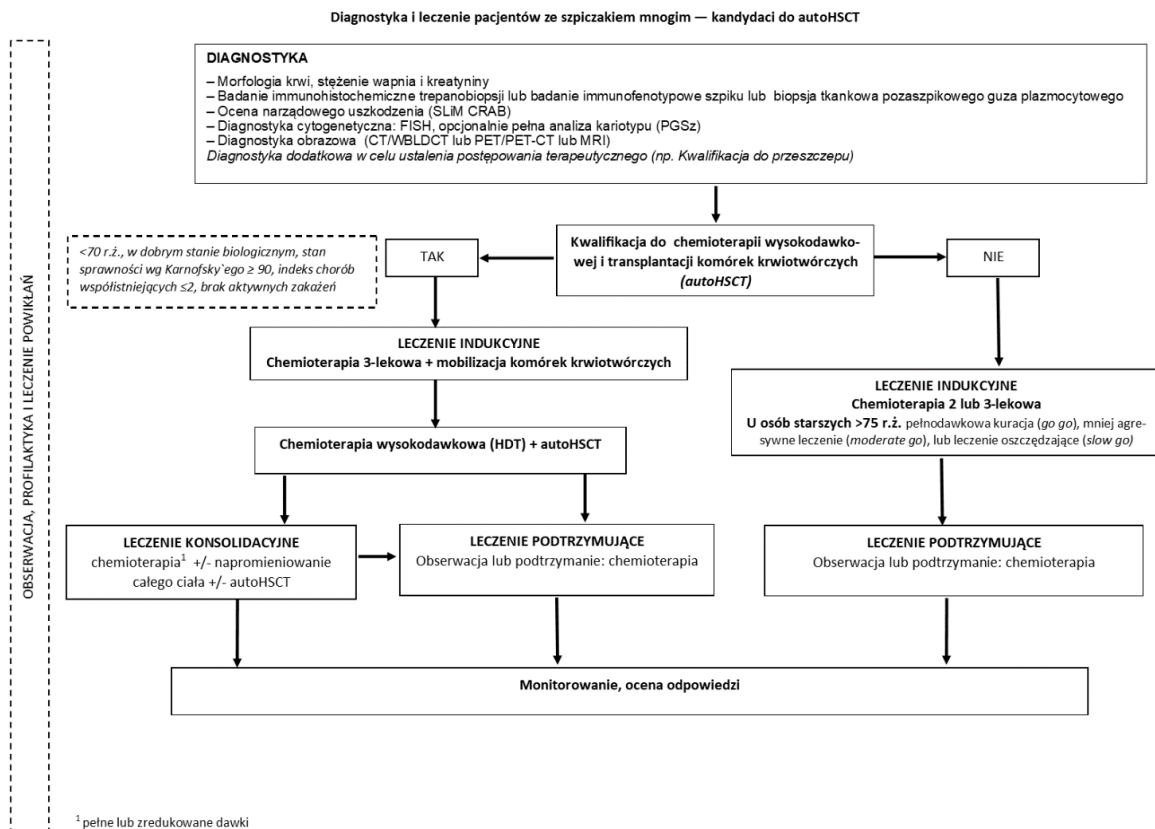 Diagnostyka i leczenie pacjentów ze szpiczakiem mnogim — kandydaci do autoHSCT
OBSERWACJA, PROFILAKTYKA I LECZENIE POWIKŁAŃ
DIAGNOSTYKA
– Morfologia krwi, stężenie wapnia i kreatyniny
– Badanie immunohistochemiczne trepanobiopsji lub badanie immunofenotypowe szpiku lub biopsja tkankowa pozaszpikowego guza plazmocytowego
– Ocena narządowego uszkodzenia (SLiM CRAB)
– Diagnostyka cytogenetyczna: FISH, opcjonalnie pełna analiza kariotypu (PGSz)
– Diagnostyka obrazowa (CT/WBLDCT lub PET/PET-CT lub MRI)
Diagnostyka dodatkowa w celu ustalenia postępowania terapeutycznego (np. Kwalifikacja do przeszczepu)
<70 r.ż., w dobrym stanie biologicznym, stan
sprawności wg Karnofsky`ego ≥ 90, indeks chorób
współistniejących ≤2, brak aktywnych zakażeń
TAK
Kwalifikacja do chemioterapii wysokodawko-
wej i transplantacji komórek krwiotwórczych
(autoHSCT)
NIE
LECZENIE INDUKCYJNE
Chemioterapia 3-lekowa + mobilizacja komórek krwiotwórczych
LECZENIE INDUKCYJNE
Chemioterapia 2 lub 3-lekowa
U osób starszych >75 r.ż. pełnodawkowa kuracja (go go), mniej agre-
sywne leczenie (moderate go), lub leczenie oszczędzające (slow go)
Chemioterapia wysokodawkowa (HDT) + autoHSCT
LECZENIE KONSOLIDACYJNE
chemioterapia¹ +/- napromieniowanie
całego ciała +/- autoHSCT
LECZENIE PODTRZYMUJĄCE
Obserwacja lub podtrzymanie: chemioterapia
LECZENIE PODTRZYMUJĄCE
Obserwacja lub podtrzymanie: chemioterapia
Monitorowanie, ocena odpowiedzi
¹ pełne lub zredukowane dawki